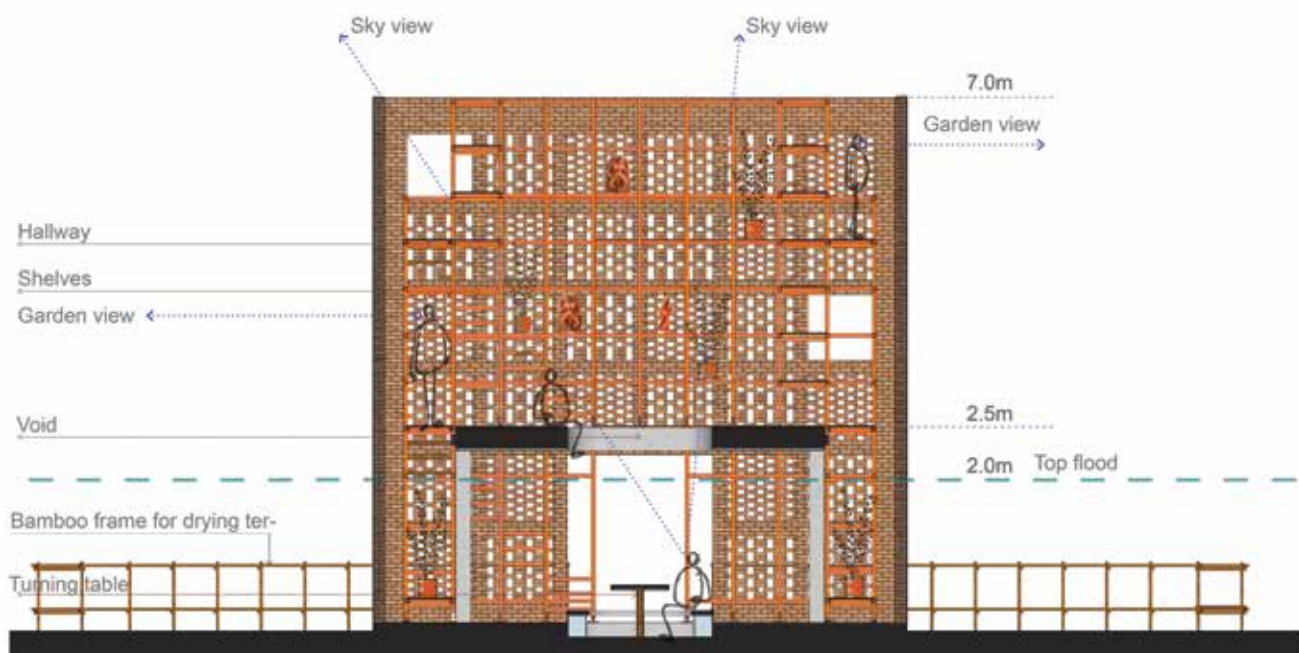 Sky view
Sky view
7.0m
Garden view
Hallway
Shelves
Garden view
Void
2.5m
2.0m
Top flood
Bamboo frame for drying ter-
Turning table